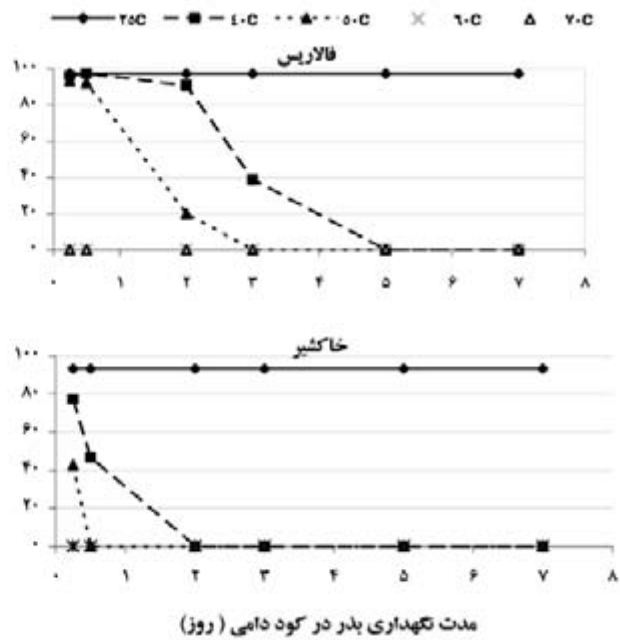 ۲۵C ۴۰C ۵۰C ۶۰C ۷۰C
فالاریس
۱۰۰
۸۰
۶۰
۴۰
۲۰
۰
۰ ۱ ۲ ۳ ۴ ۵ ۶ ۷ ۸
خاکشیر
۱۰۰
۸۰
۶۰
۴۰
۲۰
۰
۰ ۱ ۲ ۳ ۴ ۵ ۶ ۷ ۸
مدت نگهداری بذر در کود دامی ( روز)